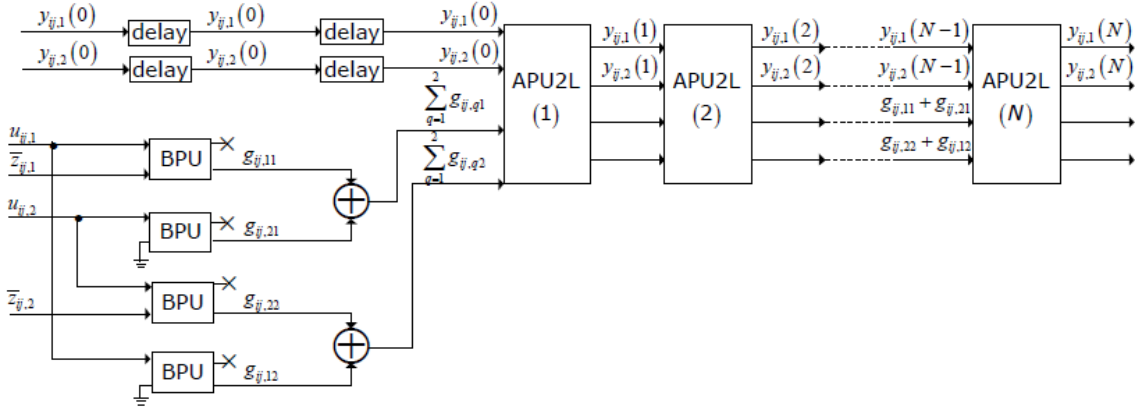 y_{ij,1}(0) y_{ij,1}(0) y_{ij,1}(0)
delay delay
y_{ij,2}(0) y_{ij,2}(0) y_{ij,2}(0)
delay delay
y_{ij,1}(1) y_{ij,1}(2) y_{ij,1}(N−1) y_{ij,1}(N)
y_{ij,2}(1) y_{ij,2}(2) y_{ij,2}(N−1) y_{ij,2}(N)
APU2L (1)
APU2L (2)
APU2L (N)
\sum_{q=1}^{2} g_{ij,q1}
\sum_{q=1}^{2} g_{ij,q2}
g_{ij,11} + g_{ij,21}
g_{ij,22} + g_{ij,12}
u_{ij,1}
\overline{z}_{ij,1}
BPU g_{ij,11}
u_{ij,2}
BPU g_{ij,21}
\overline{z}_{ij,2}
BPU g_{ij,22}
BPU g_{ij,12}